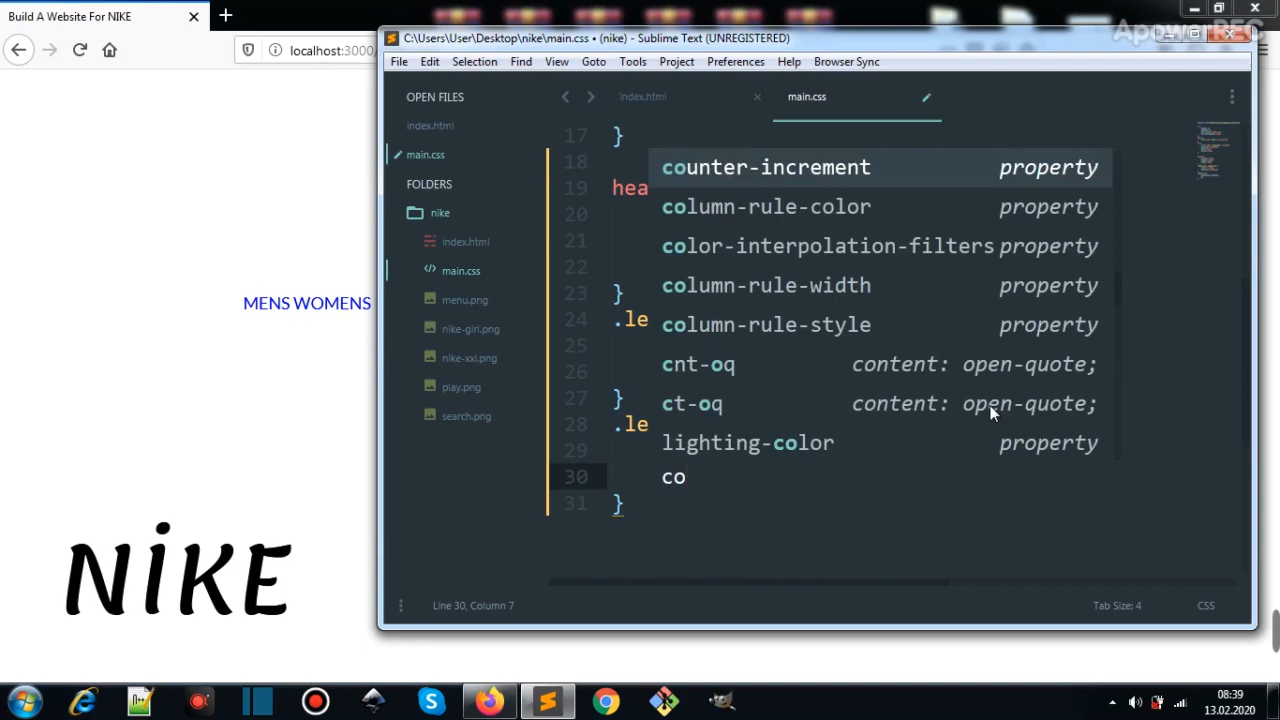 Build A Website For NIKE
localhost:3000/
C:\Users\User\Desktop\nike\main.css • (nike) - Sublime Text (UNREGISTERED)
ApowerREC
File Edit Selection Find View Goto Tools Project Preferences Help Browser Sync
OPEN FILES
index.html
main.css
FOLDERS
nike
index.html
main.css
menu.png
nike-girl.png
nike-xxl.png
play.png
search.png
index.html
main.css
17 }
18
19 hea
20
21
22
23 }
24 .le
25
26
27 }
28 .le
29
30 co
31 }
counter-increment property
column-rule-color property
color-interpolation-filters property
column-rule-width property
column-rule-style property
cnt-oq content: open-quote;
ct-oq content: open-quote;
lighting-color property
MENS WOMENS
NIKE
Line 30, Column 7
Tab Size: 4
CSS
08:39
13.02.2020